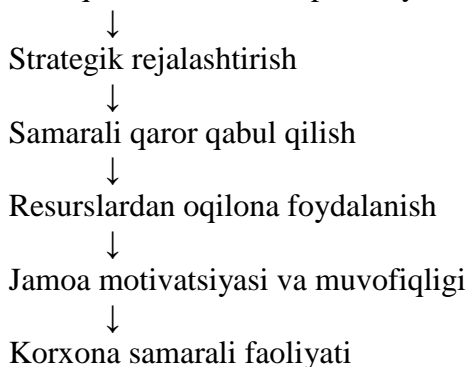 ↓
Strategik rejalashtirish
↓
Samarali qaror qabul qilish
↓
Resurslardan oqilona foydalanish
↓
Jamoa motivatsiyasi va muvofiqligi
↓
Korxona samarali faoliyati